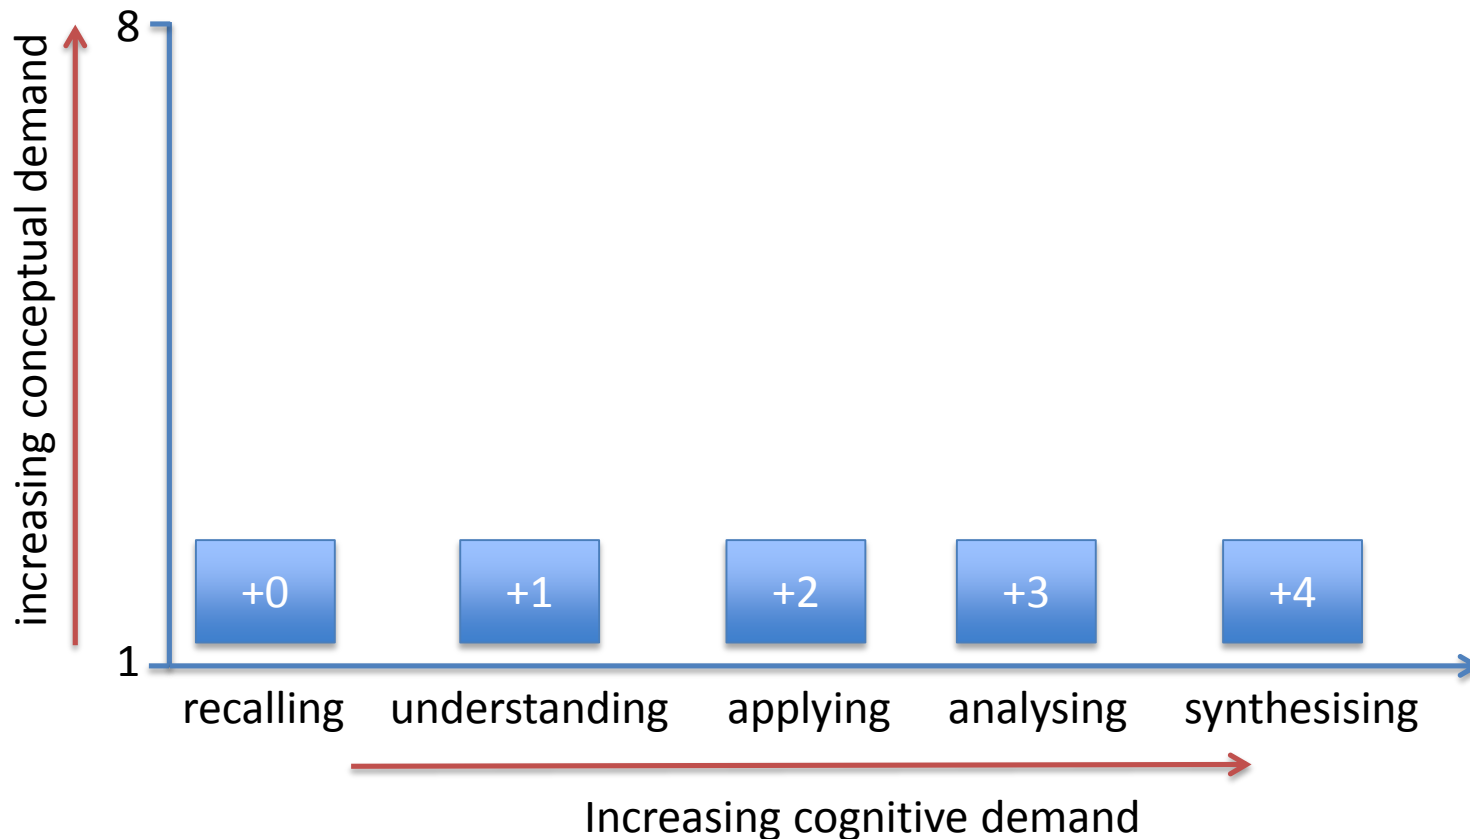 8
increasing conceptual demand
+0
+1
+2
+3
+4
1
recalling
understanding
applying
analysing
synthesising
Increasing cognitive demand